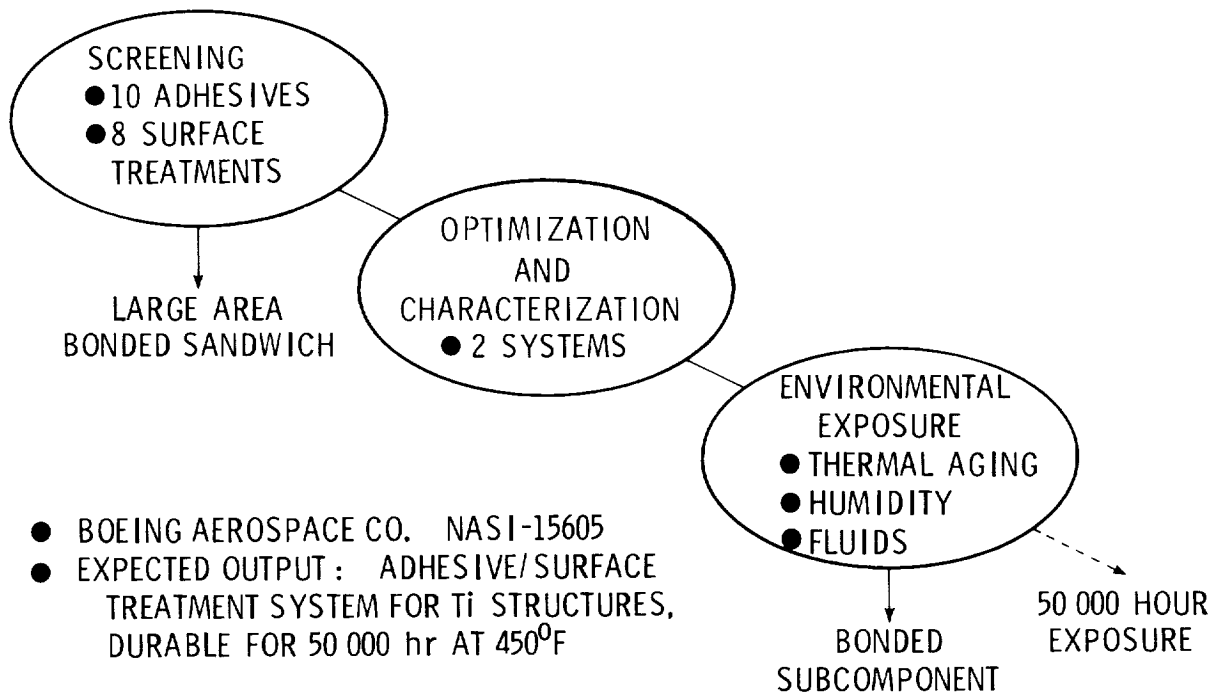 SCREENING
● 10 ADHESIVES
● 8 SURFACE
TREATMENTS
LARGE AREA
BONDED SANDWICH
OPTIMIZATION
AND
CHARACTERIZATION
● 2 SYSTEMS
ENVIRONMENTAL
EXPOSURE
● THERMAL AGING
● HUMIDITY
● FLUIDS
50 000 HOUR
EXPOSURE
BONDED
SUBCOMPONENT
● BOEING AEROSPACE CO. NASI-15605
● EXPECTED OUTPUT: ADHESIVE/SURFACE
TREATMENT SYSTEM FOR Ti STRUCTURES,
DURABLE FOR 50 000 hr AT 450⁰F